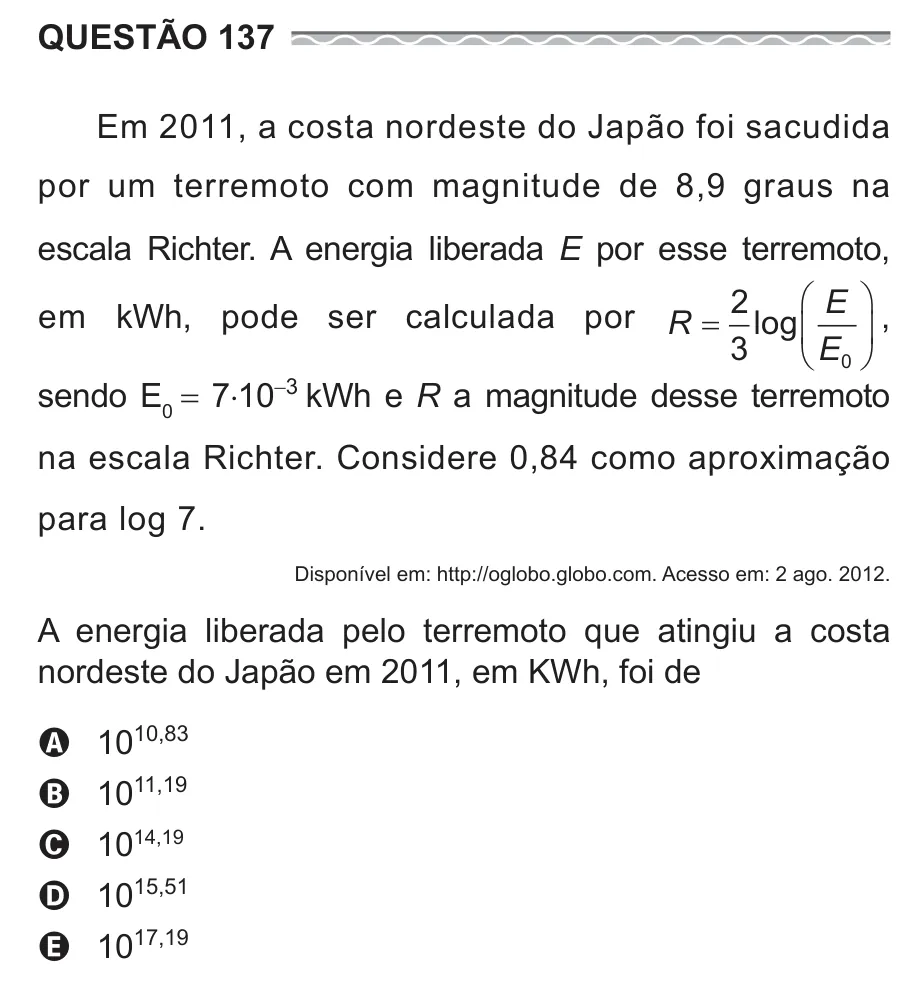 QUESTÃO 137
Em 2011, a costa nordeste do Japão foi sacudida
por um terremoto com magnitude de 8,9 graus na
escala Richter. A energia liberada E por esse terremoto,
em kWh, pode ser calculada por R = 2/3 log(E/E₀),
sendo E₀ = 7·10⁻³ kWh e R a magnitude desse terremoto
na escala Richter. Considere 0,84 como aproximação
para log 7.
Disponível em: http://oglobo.globo.com. Acesso em: 2 ago. 2012.
A energia liberada pelo terremoto que atingiu a costa
nordeste do Japão em 2011, em KWh, foi de
A 10^10,83
B 10^11,19
C 10^14,19
D 10^15,51
E 10^17,19